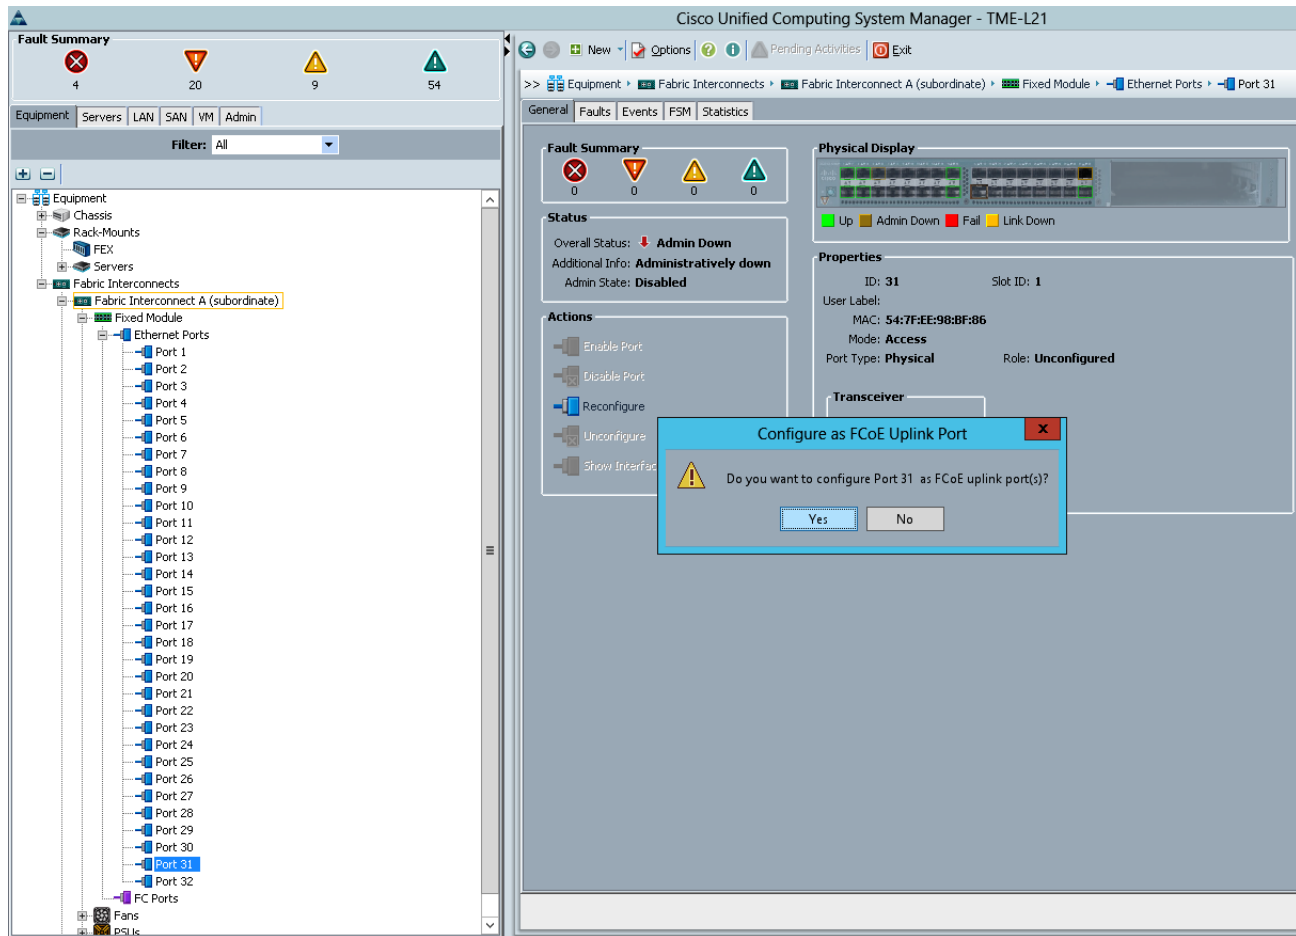 Cisco Unified Computing System Manager - TME-L21
Fault Summary
4 20 9 54
Equipment Servers LAN SAN VM Admin
Filter: All
Equipment
Chassis
Rack-Mounts
FEX
Servers
Fabric Interconnects
Fabric Interconnect A (subordinate)
Fixed Module
Ethernet Ports
Port 1
Port 2
Port 3
Port 4
Port 5
Port 6
Port 7
Port 8
Port 9
Port 10
Port 11
Port 12
Port 13
Port 14
Port 15
Port 16
Port 17
Port 18
Port 19
Port 20
Port 21
Port 22
Port 23
Port 24
Port 25
Port 26
Port 27
Port 28
Port 29
Port 30
Port 31
Port 32
FC Ports
Fans
PSUs
New Options Pending Activities Exit
>> Equipment Fabric Interconnects Fabric Interconnect A (subordinate) Fixed Module Ethernet Ports Port 31
General Faults Events FSM Statistics
Fault Summary
0 0 0 0
Status
Overall Status: Admin Down
Additional Info: Administratively down
Admin State: Disabled
Actions
Enable Port
Disable Port
Reconfigure
Unconfigure
Show Interfac
Physical Display
Up Admin Down Fail Link Down
Properties
ID: 31 Slot ID: 1
User Label:
MAC: 54:7F:EE:98:BF:86
Mode: Access
Port Type: Physical Role: Unconfigured
Transceiver
Configure as FCoE Uplink Port
x
Do you want to configure Port 31 as FCoE uplink port(s)?
Yes No